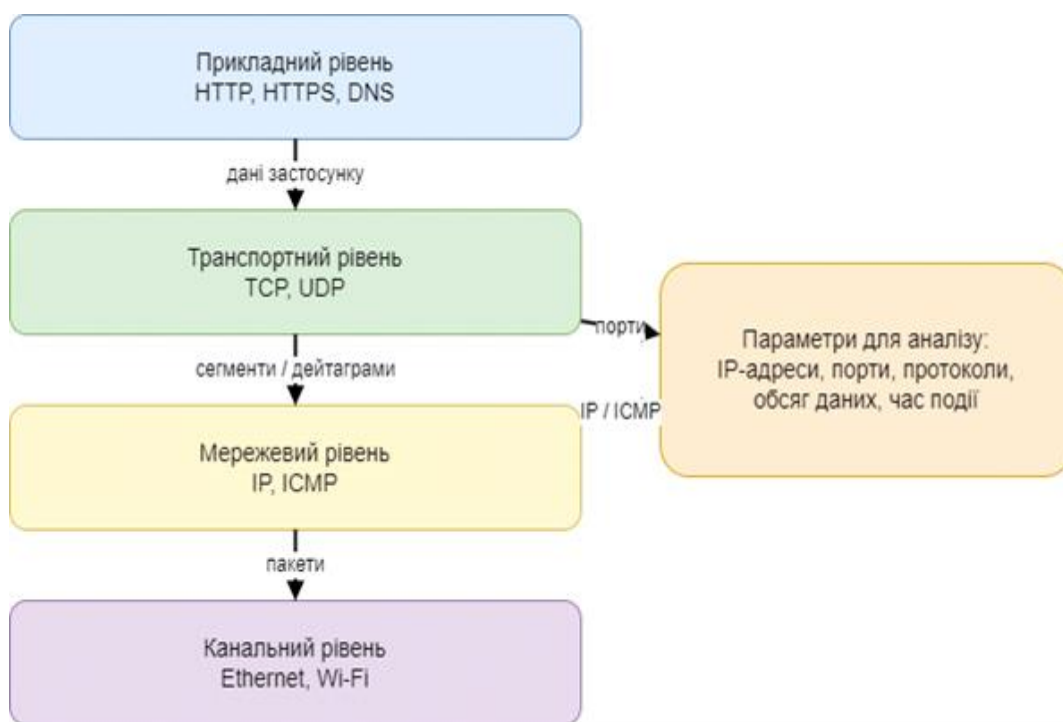 Прикладний рівень
HTTP, HTTPS, DNS
дані застосунку
Транспортний рівень
TCP, UDP
порти
Параметри для аналізу:
IP-адреси, порти, протоколи,
обсяг даних, час події
сегменти / дейтаграми
IP / ICMP
Мережевий рівень
IP, ICMP
пакети
Канальний рівень
Ethernet, Wi-Fi